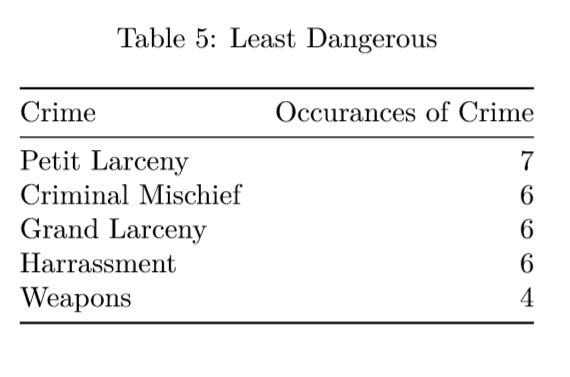 Table 5: Least Dangerous
Crime Occurances of Crime
Petit Larceny 7
Criminal Mischief 6
Grand Larceny 6
Harrassment 6
Weapons 4